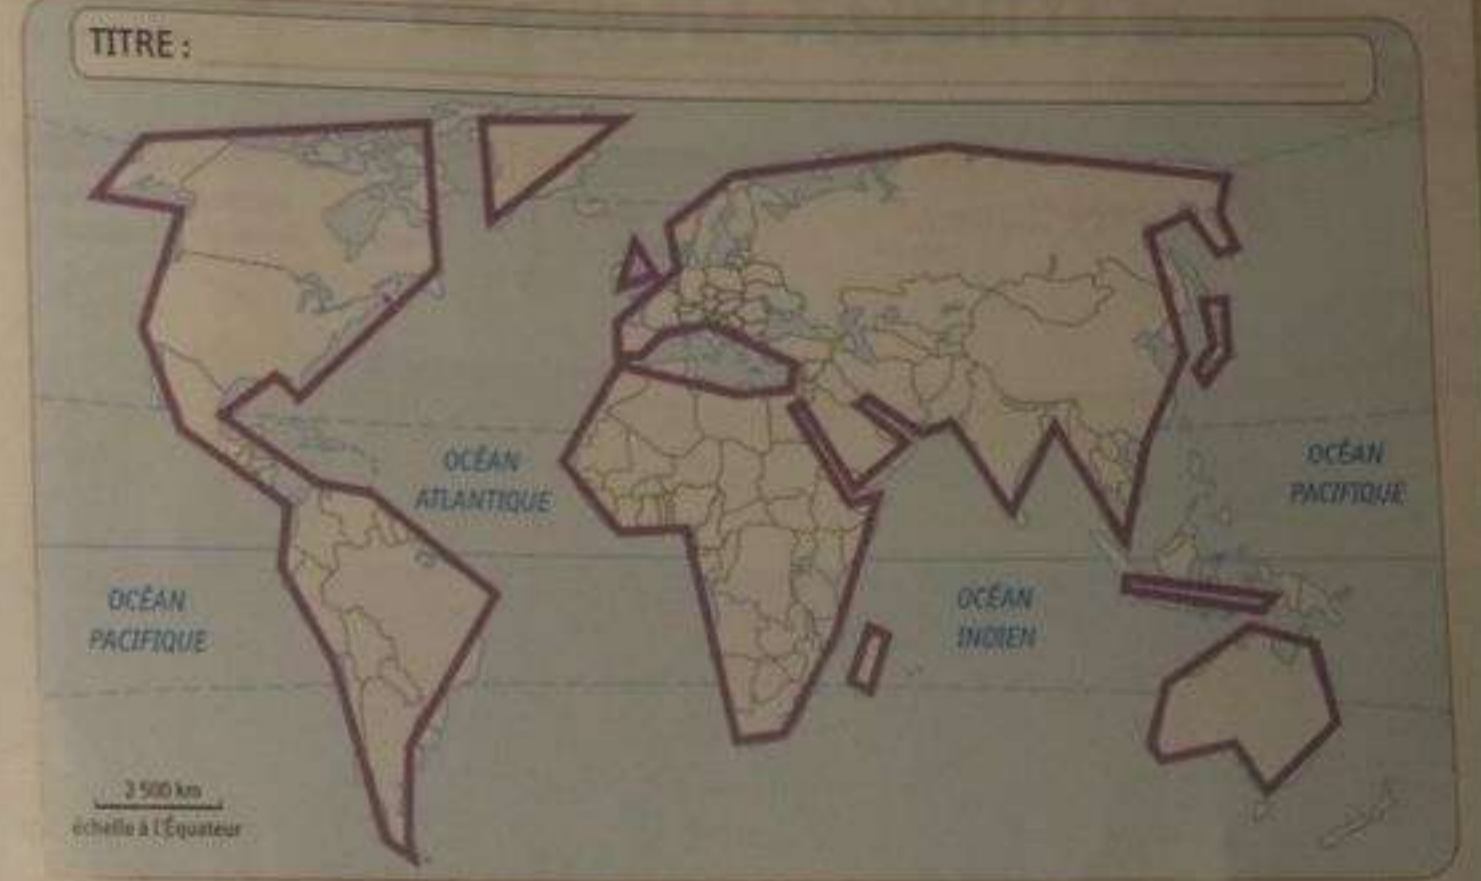 TITRE :
OCÉAN
ATLANTIQUE
OCÉAN
PACIFIQUE
OCÉAN
PACIFIQUE
OCÉAN
INDIEN
2 500 km
échelle à l'Équateur